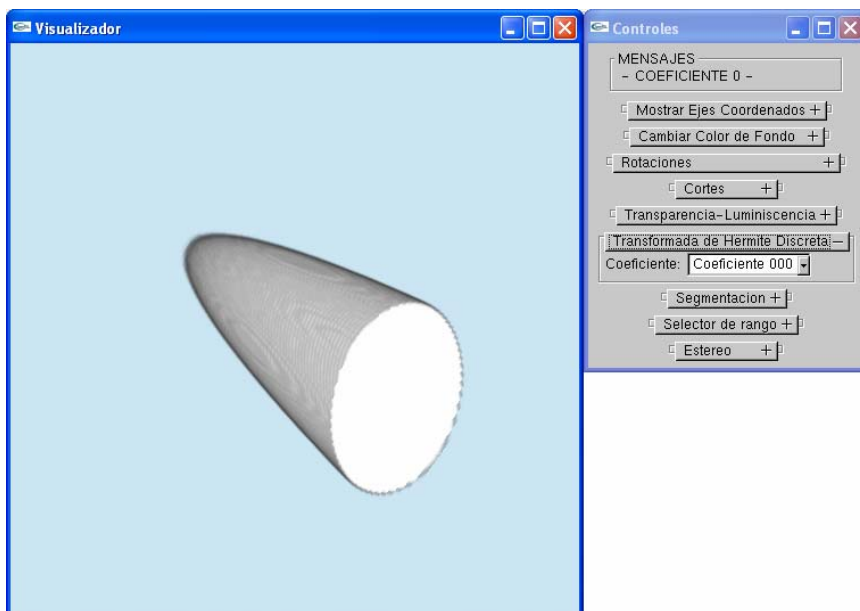 Visualizador
Controles
MENSAJES
- COEFICIENTE 0 -
Mostrar Ejes Coordenados +
Cambiar Color de Fondo +
Rotaciones +
Cortes +
Transparencia-Luminiscencia +
Transformada de Hermite Discreta -
Coeficiente: Coeficiente 000
Segmentacion +
Selector de rango +
Estereo +